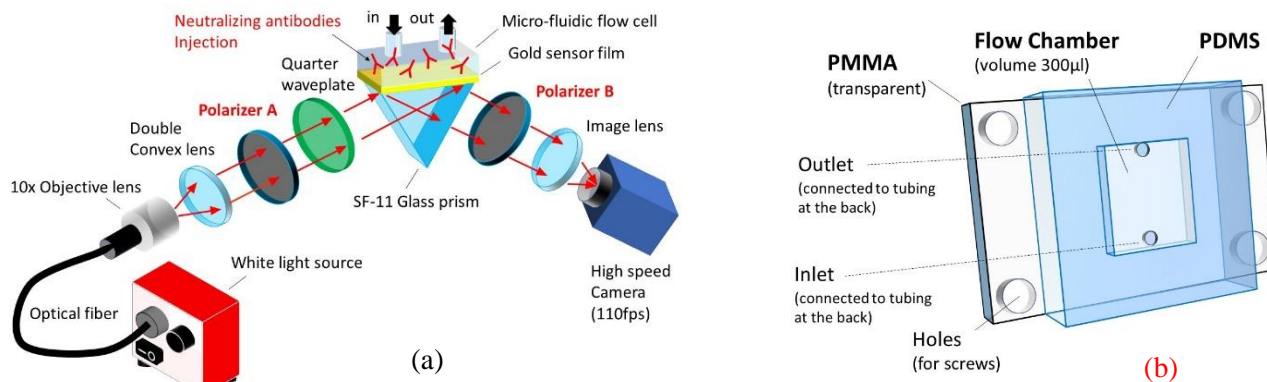 Neutralizing antibodies
Injection
in
out
Micro-fluidic flow cell
Gold sensor film
Quarter
waveplate
Polarizer A
Polarizer B
Double
Convex lens
Image lens
10x Objective lens
SF-11 Glass prism
White light source
Optical fiber
High speed
Camera
(110fps)
(a)
PMMA
(transparent)
Flow Chamber
(volume 300µl)
PDMS
Outlet
(connected to tubing
at the back)
Inlet
(connected to tubing
at the back)
Holes
(for screws)
(b)